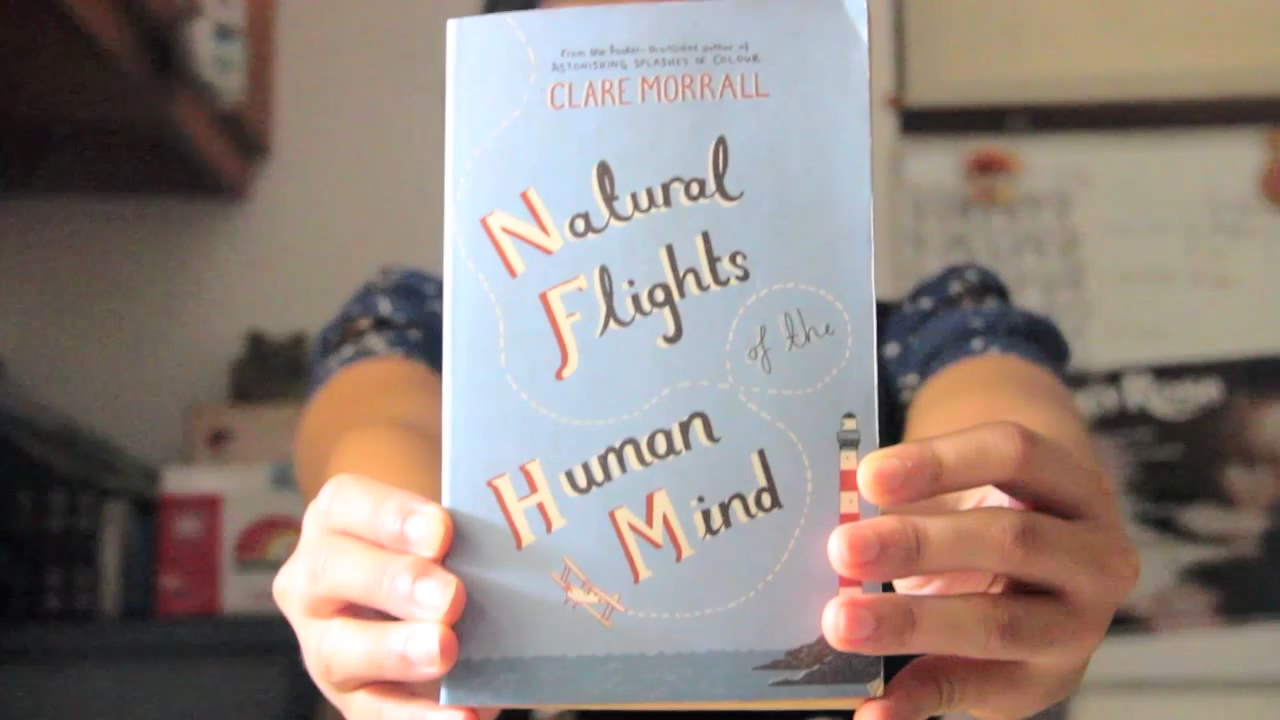 From the Booker-shortlisted author of
ASTONISHING SPLASHES OF COLOUR
CLARE MORRALL
Natural
Flights
of the
Human
Mind